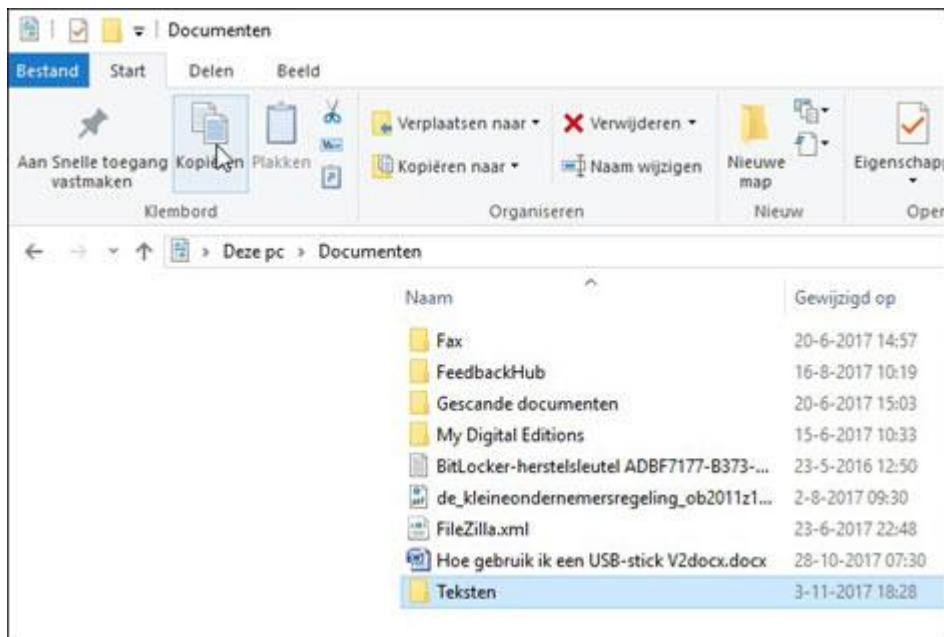 Documenten
Bestand Start Delen Beeld
Aan Snelle toegang vastmaken
Kopiëren
Plakken
Klembord
Verplaatsen naar
Kopiëren naar
Verwijderen
Naam wijzigen
Organiseren
Nieuwe map
Nieuw
Deze pc > Documenten
Naam Gewijzigd op
Fax 20-6-2017 14:57
FeedbackHub 16-8-2017 10:19
Gescande documenten 20-6-2017 15:03
My Digital Editions 15-6-2017 10:33
BitLocker-herstelsleutel ADBF7177-B373-... 23-5-2016 12:50
de_kleineondernemersregeling_ob2011z1... 2-8-2017 09:30
FileZilla.xml 23-6-2017 22:48
Hoe gebruik ik een USB-stick V2docx.docx 28-10-2017 07:30
Teksten 3-11-2017 18:28